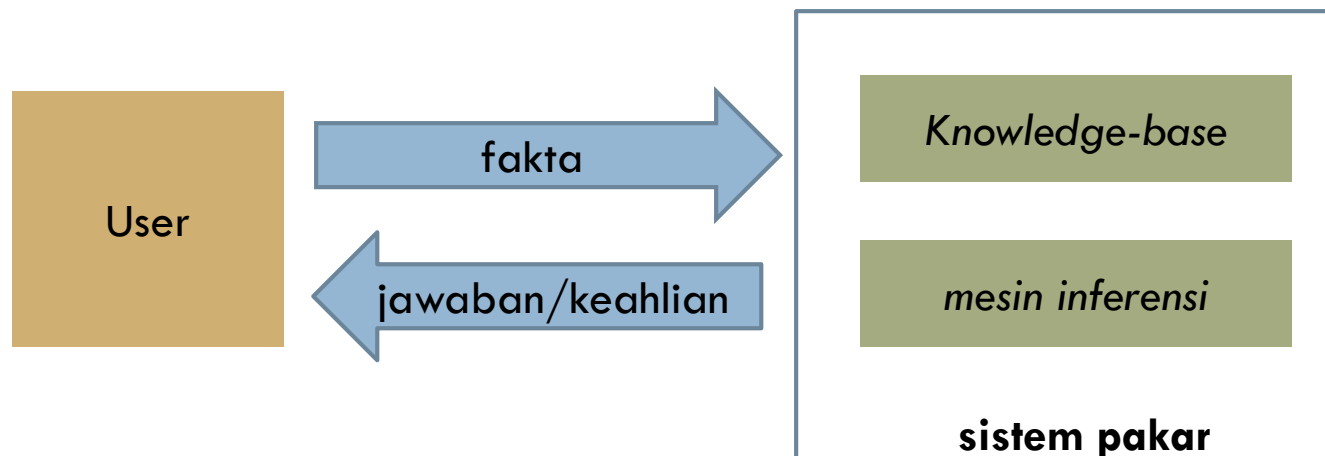 User
fakta
jawaban/keahlian
Knowledge-base
mesin inferensi
sistem pakar